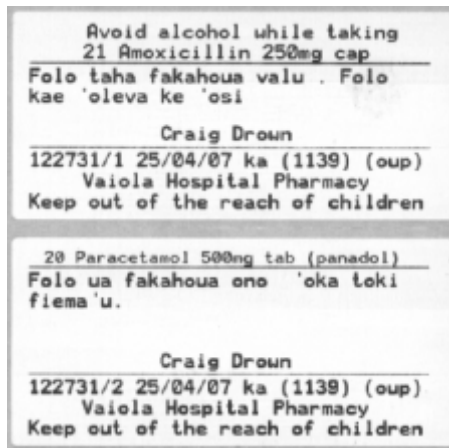 Avoid alcohol while taking
21 Amoxicillin 250mg cap
Folo taha fakahoua valu . Folo
kae 'oleva ke 'osi
Craig Drown
122731/1 25/04/07 ka (1139) (oup)
Vaiola Hospital Pharmacy
Keep out of the reach of children
20 Paracetamol 500mg tab (panadol)
Folo ua fakahoua ono 'oka toki
fiema'u.
Craig Drown
122731/2 25/04/07 ka (1139) (oup)
Vaiola Hospital Pharmacy
Keep out of the reach of children